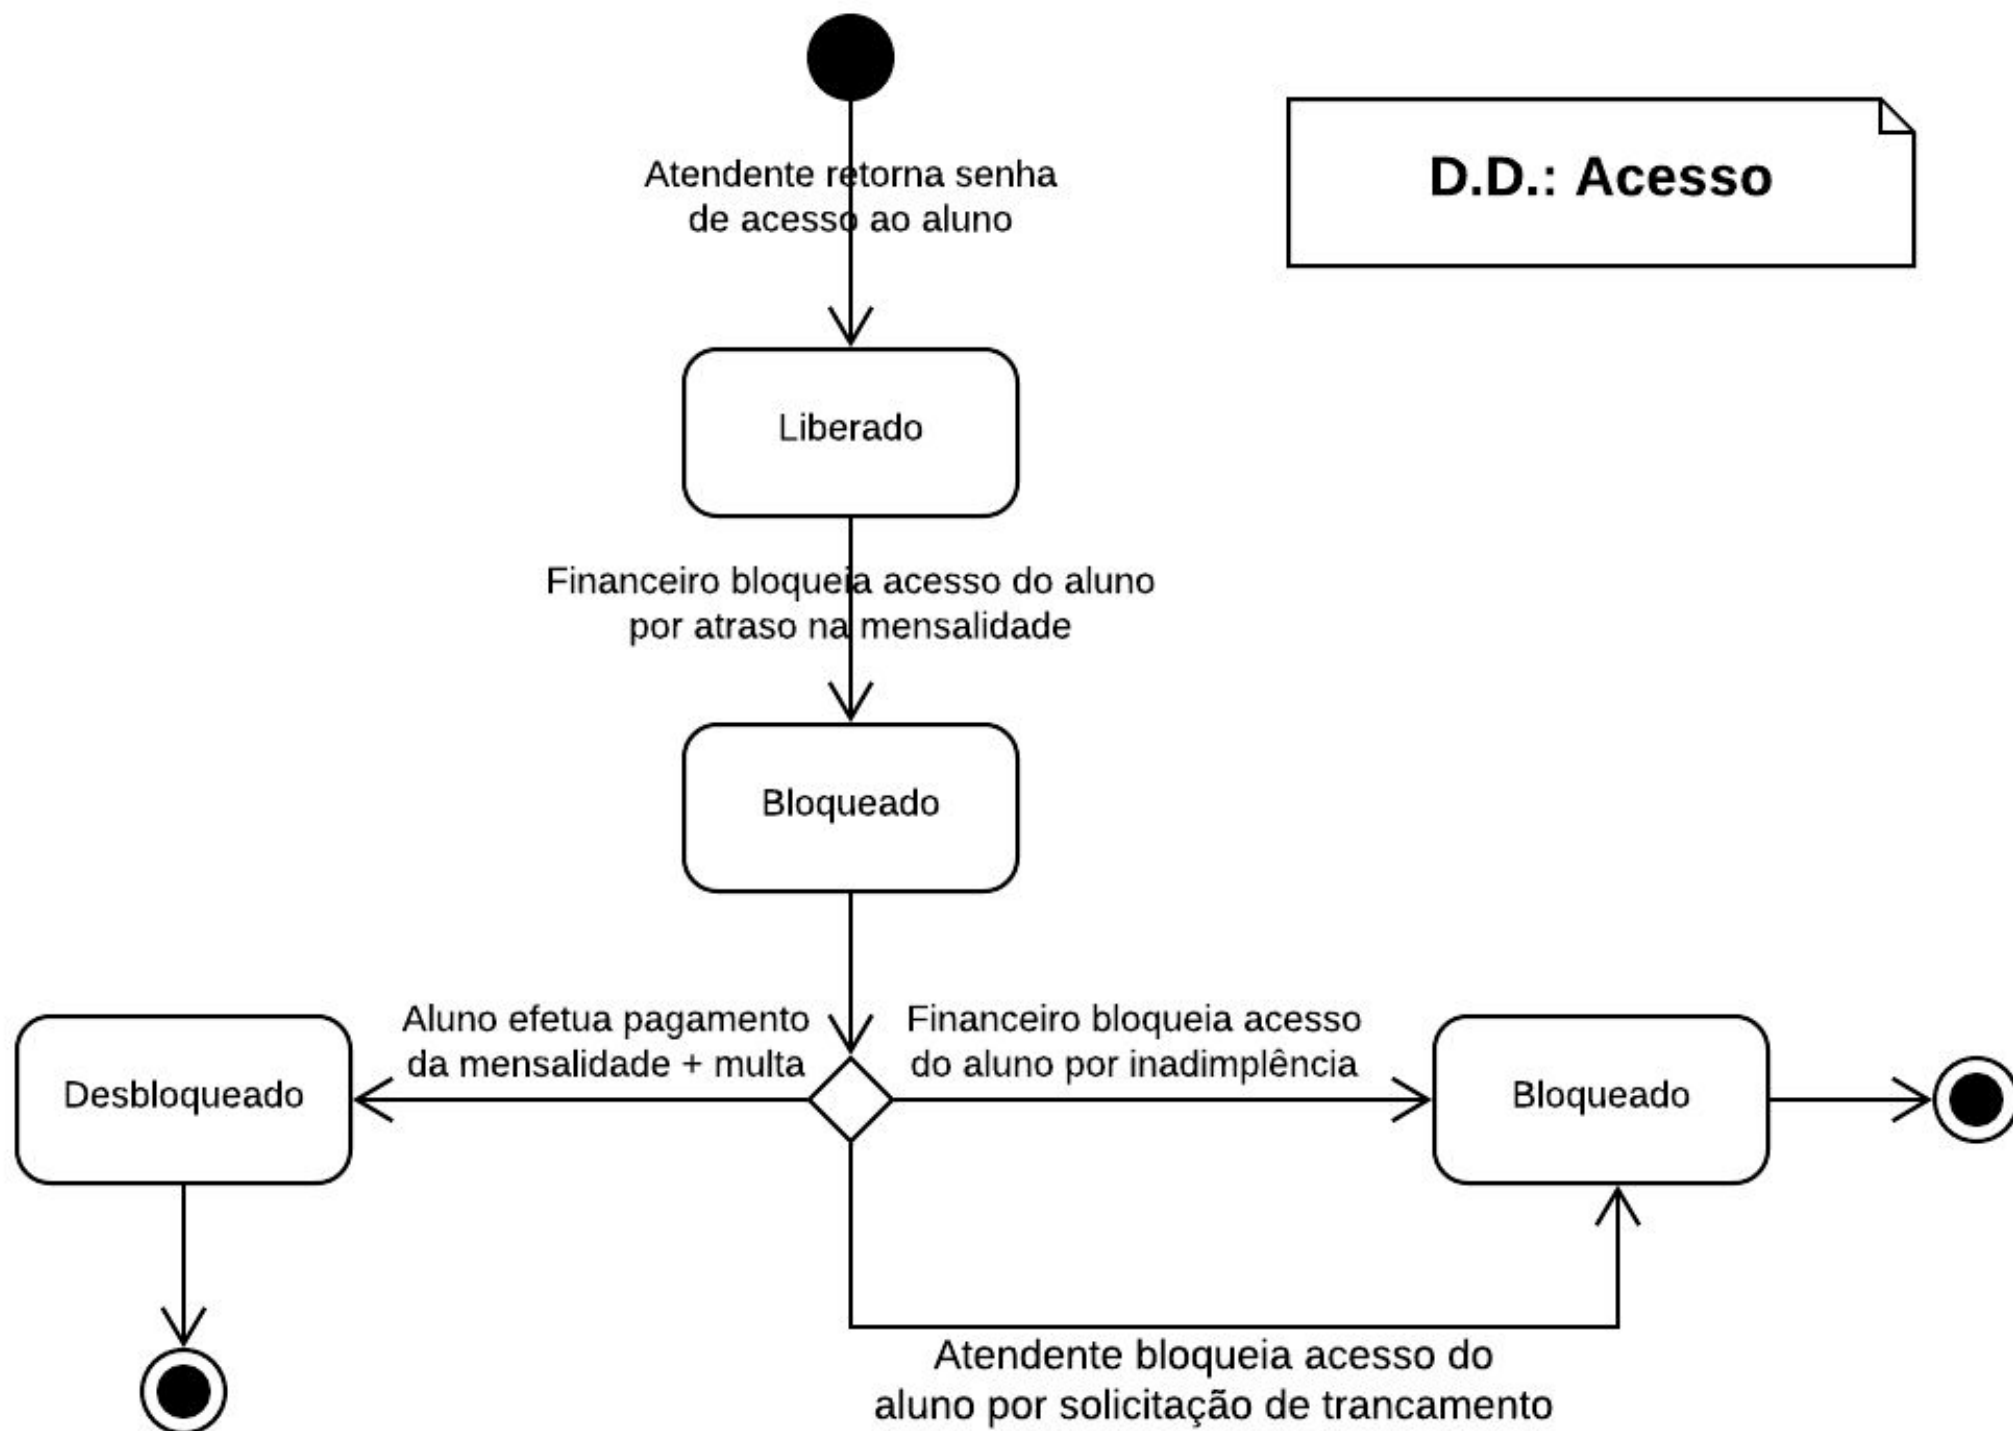 Atendente retorna senha
de acesso ao aluno
D.D.: Acesso
Liberado
Financeiro bloqueia acesso do aluno
por atraso na mensalidade
Bloqueado
Aluno efetua pagamento
da mensalidade + multa
Financeiro bloqueia acesso
do aluno por inadimplência
Desbloqueado
Bloqueado
Atendente bloqueia acesso do
aluno por solicitação de trancamento